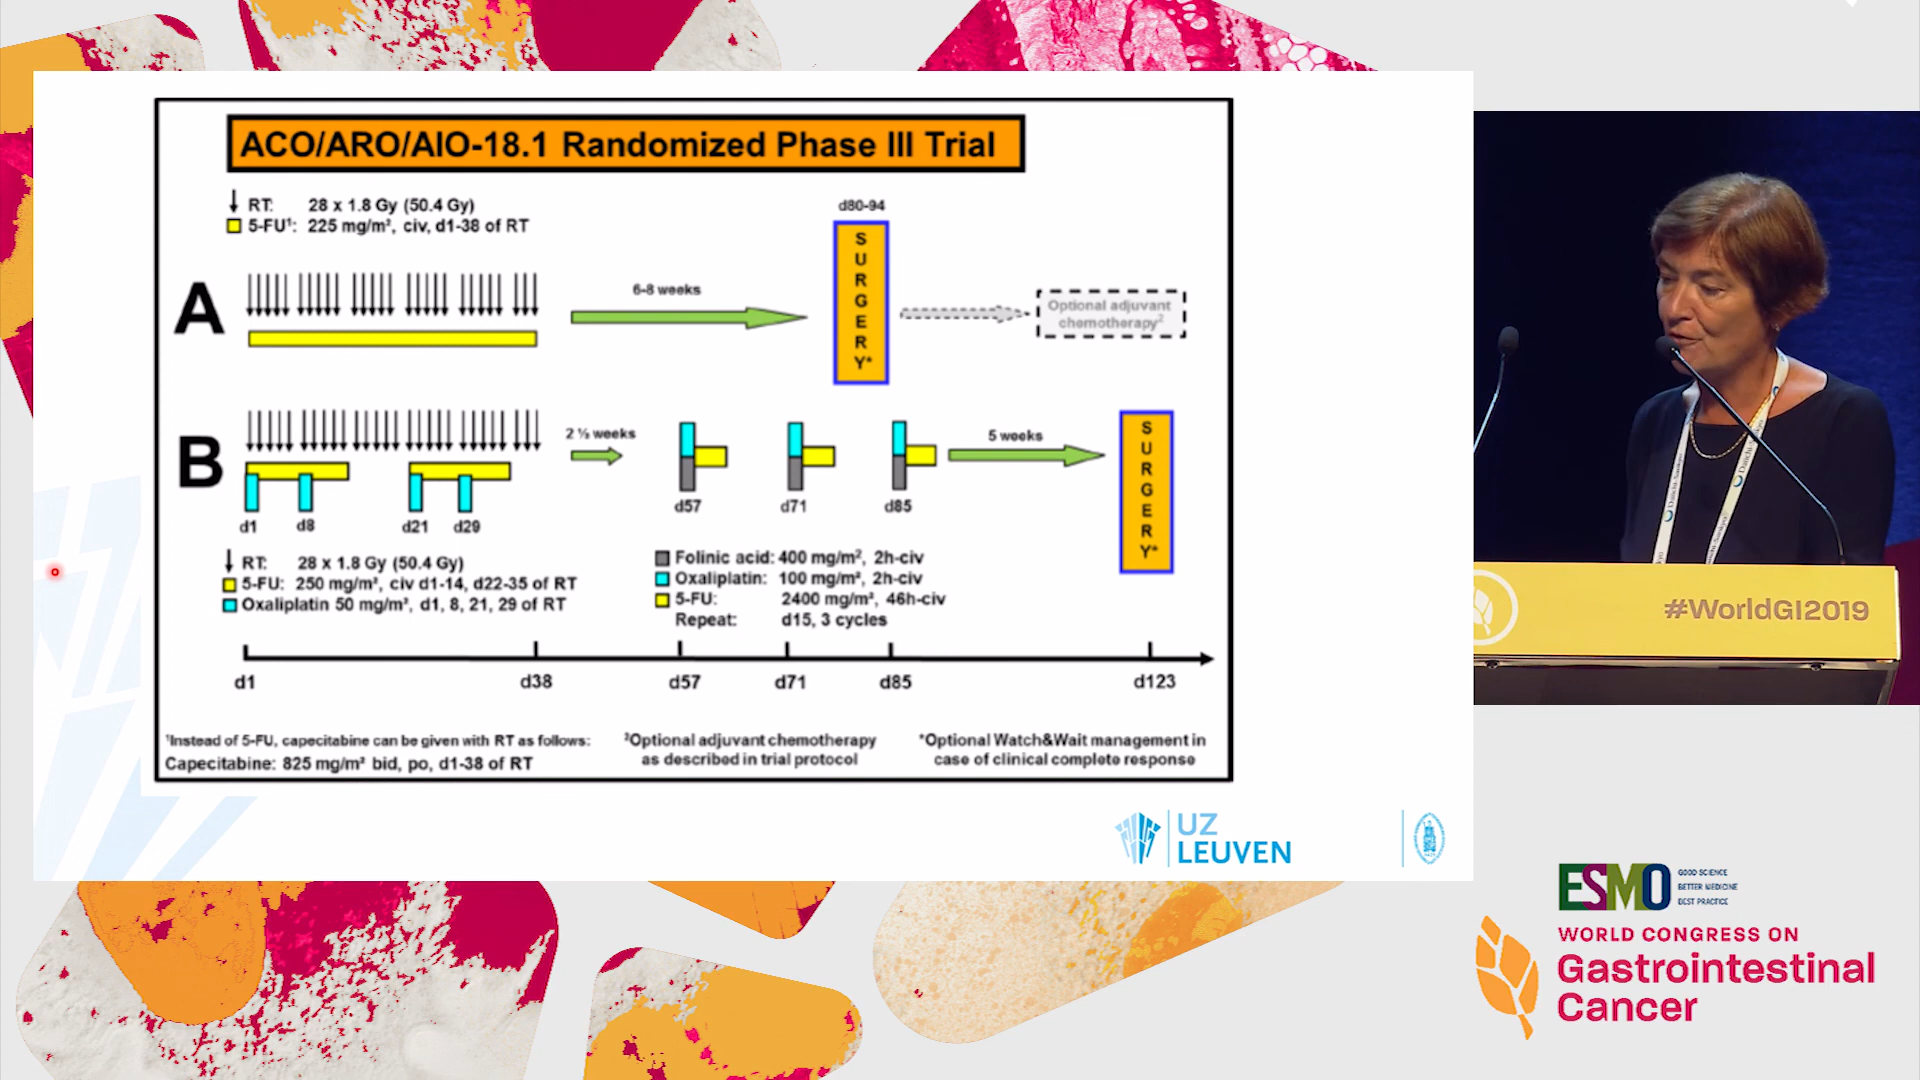 ACO/ARO/AIO-18.1 Randomized Phase III Trial
RT: 28 x 1.8 Gy (50.4 Gy)
5-FU¹: 225 mg/m², civ, d1-38 of RT
A
6-8 weeks
d80-94
SURGERY*
Optional adjuvant
chemotherapy²
B
2 ½ weeks
d1 d8 d21 d29
d57 d71 d85
5 weeks
SURGERY*
RT: 28 x 1.8 Gy (50.4 Gy)
5-FU: 250 mg/m², civ d1-14, d22-35 of RT
Oxaliplatin 50 mg/m², d1, 8, 21, 29 of RT
Folinic acid: 400 mg/m², 2h-civ
Oxaliplatin: 100 mg/m², 2h-civ
5-FU: 2400 mg/m², 46h-civ
Repeat: d15, 3 cycles
d1 d38 d57 d71 d85 d123
¹Instead of 5-FU, capecitabine can be given with RT as follows:
Capecitabine: 825 mg/m² bid, po, d1-38 of RT
²Optional adjuvant chemotherapy
as described in trial protocol
*Optional Watch&Wait management in
case of clinical complete response
UZ
LEUVEN
#WorldGI2019
Daiichi-Sankyo
ESMO
GOOD SCIENCE
BETTER MEDICINE
BEST PRACTICE
WORLD CONGRESS ON
Gastrointestinal
Cancer